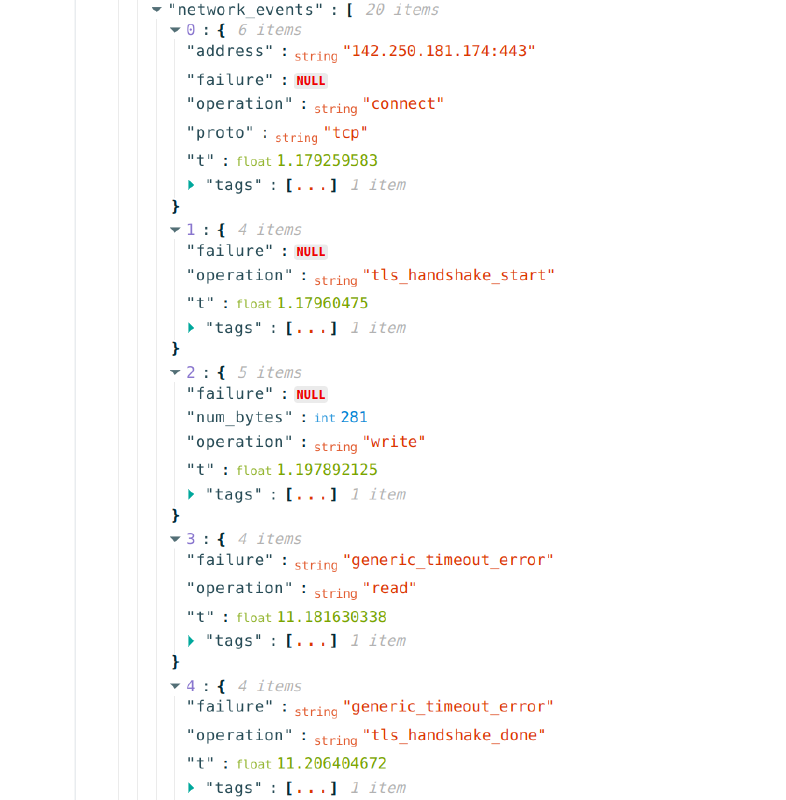 "network_events" : [ 20 items
0 : { 6 items
"address" : string "142.250.181.174:443"
"failure" : NULL
"operation" : string "connect"
"proto" : string "tcp"
"t" : float 1.179259583
"tags" : [...] 1 item
}
1 : { 4 items
"failure" : NULL
"operation" : string "tls_handshake_start"
"t" : float 1.17960475
"tags" : [...] 1 item
}
2 : { 5 items
"failure" : NULL
"num_bytes" : int 281
"operation" : string "write"
"t" : float 1.197892125
"tags" : [...] 1 item
}
3 : { 4 items
"failure" : string "generic_timeout_error"
"operation" : string "read"
"t" : float 11.181630338
"tags" : [...] 1 item
}
4 : { 4 items
"failure" : string "generic_timeout_error"
"operation" : string "tls_handshake_done"
"t" : float 11.206404672
"tags" : [...] 1 item